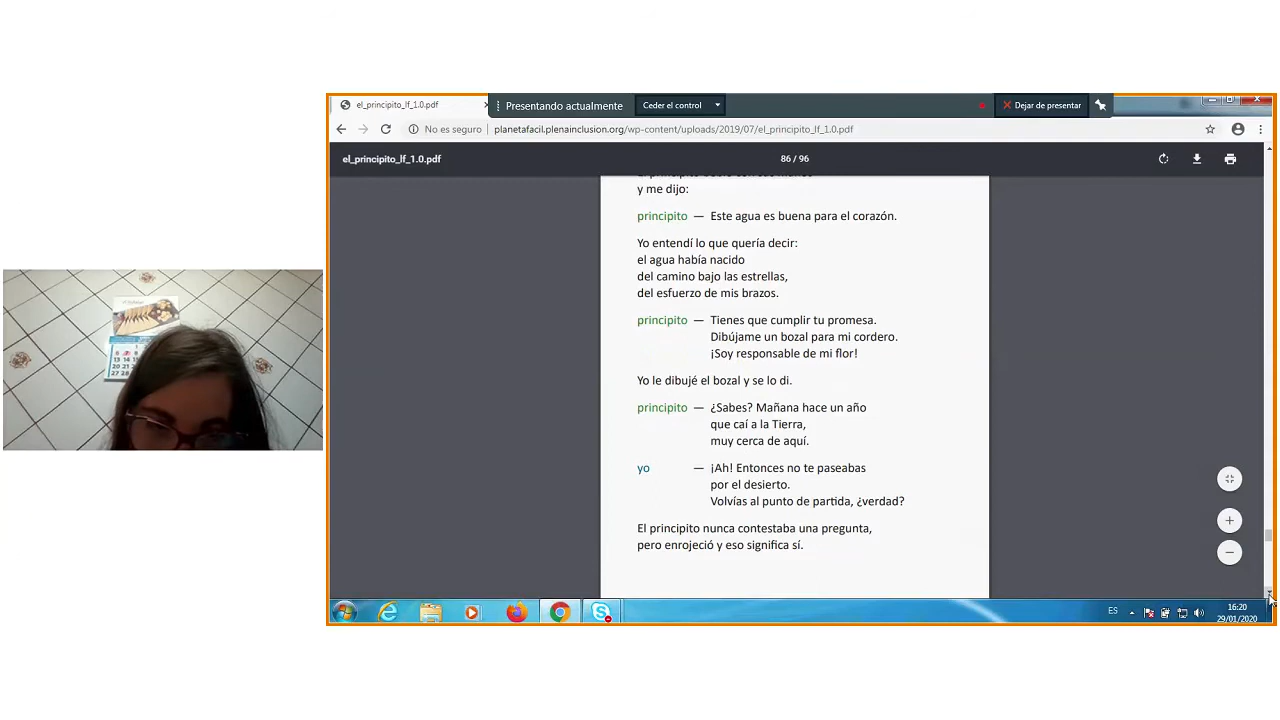 el_principito_lf_1.0.pdf
Presentando actualmente
Ceder el control
Dejar de presentar
No es seguro
planetafacil.plenainclusion.org/wp-content/uploads/2019/07/el_principito_lf_1.0.pdf
el_principito_lf_1.0.pdf
86 / 96
y me dijo:
principito — Este agua es buena para el corazón.
Yo entendí lo que quería decir:
el agua había nacido
del camino bajo las estrellas,
del esfuerzo de mis brazos.
principito — Tienes que cumplir tu promesa.
Dibújame un bozal para mi cordero.
¡Soy responsable de mi flor!
Yo le dibujé el bozal y se lo di.
principito — ¿Sabes? Mañana hace un año
que caí a la Tierra,
muy cerca de aquí.
yo — ¡Ah! Entonces no te paseabas
por el desierto.
Volvías al punto de partida, ¿verdad?
El principito nunca contestaba una pregunta,
pero enrojeció y eso significa sí.
ES
16:20
29/01/2020